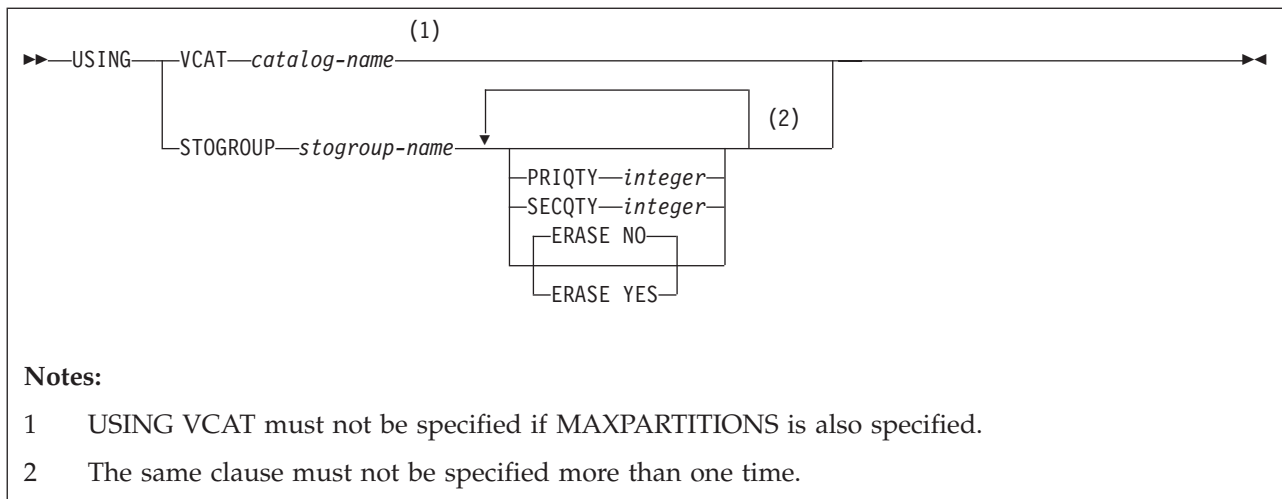 (1)
USING VCAT catalog-name
(2)
STOGROUP stogroup-name
PRIQTY integer
SECQTY integer
ERASE NO
ERASE YES
Notes:
1 USING VCAT must not be specified if MAXPARTITIONS is also specified.
2 The same clause must not be specified more than one time.